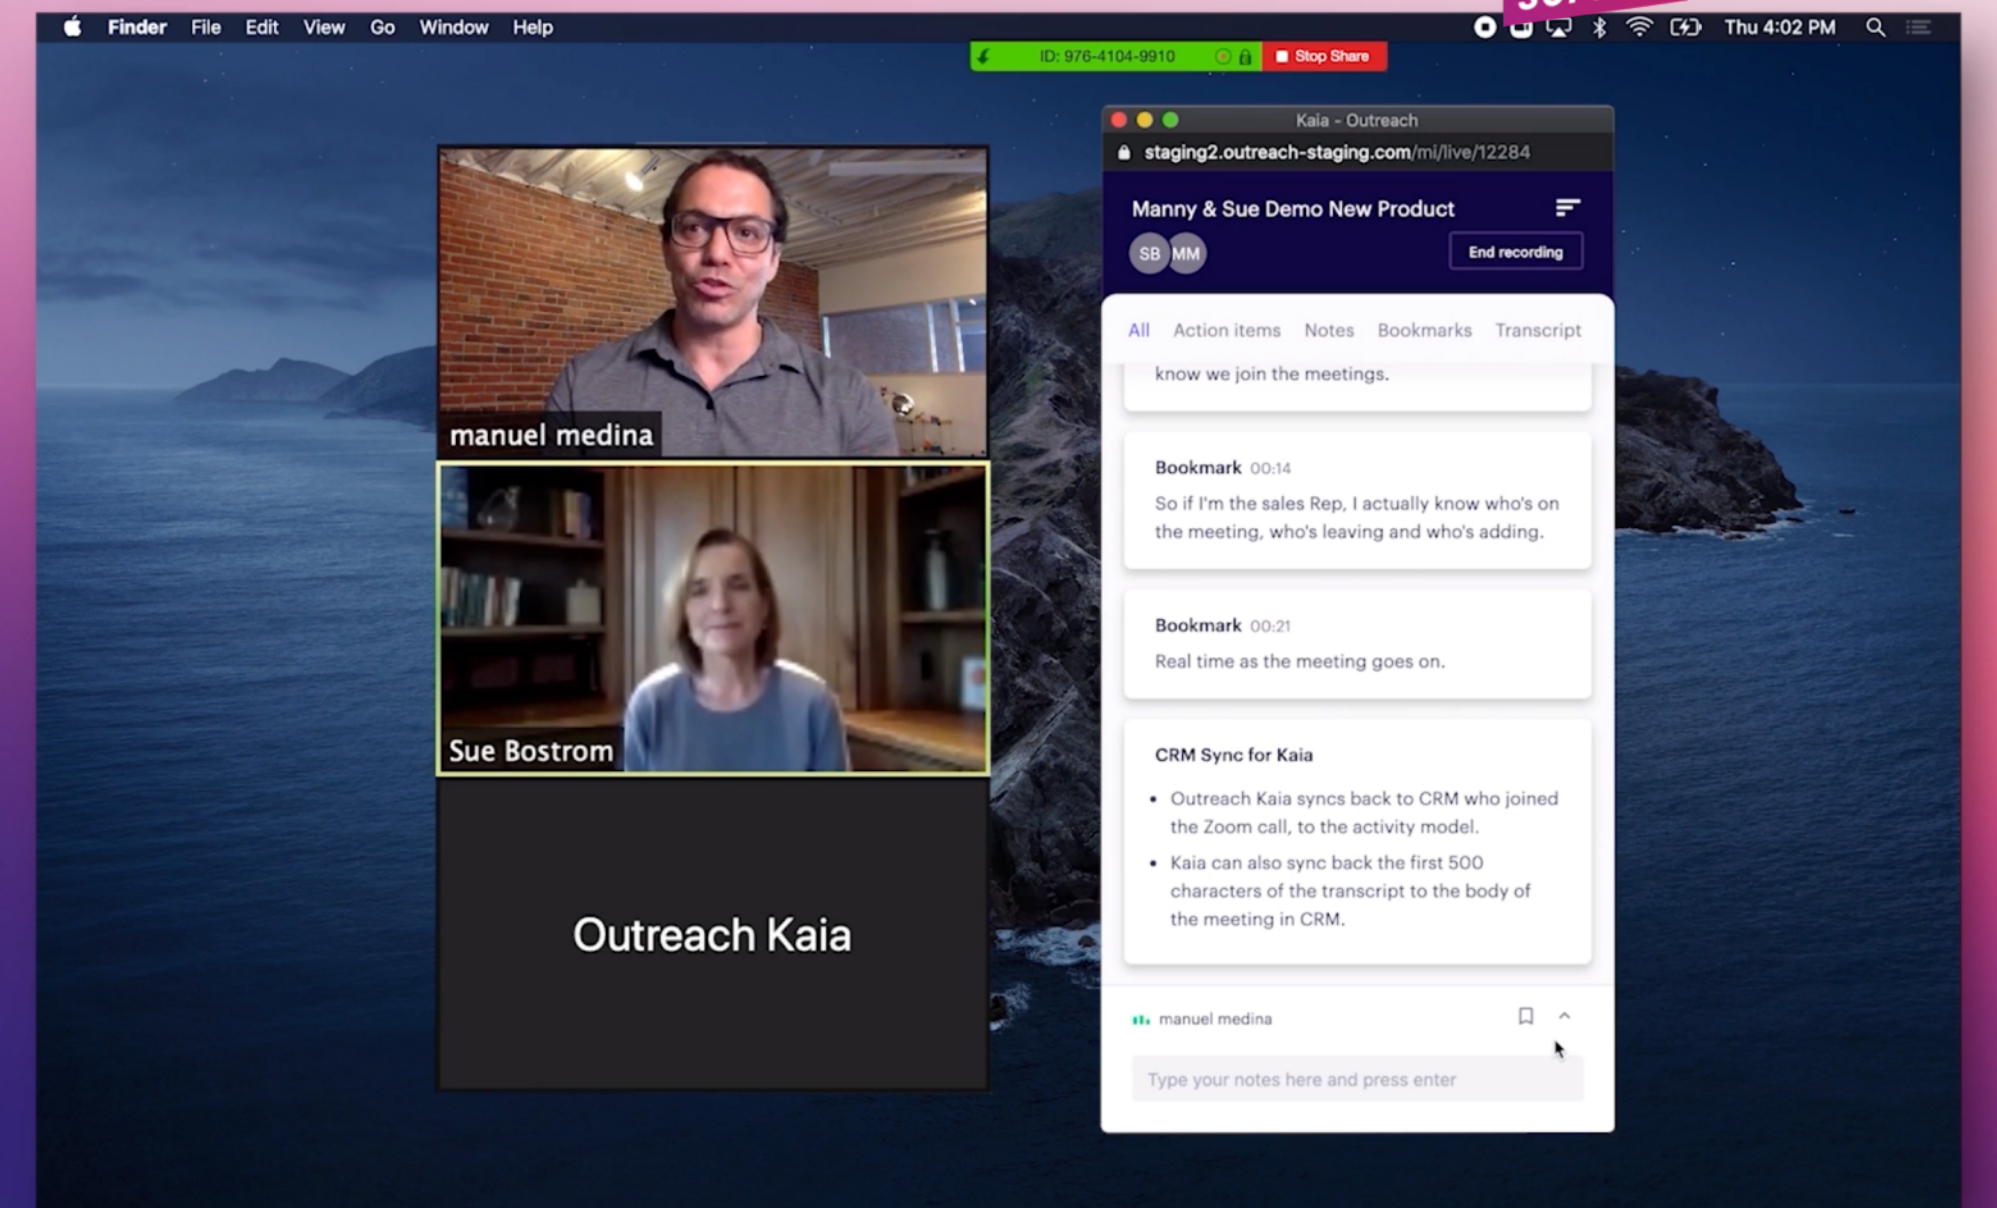 Finder File Edit View Go Window Help
Thu 4:02 PM
ID: 976-4104-9910 Stop Share
Kaia - Outreach
staging2.outreach-staging.com/mi/live/12284
Manny & Sue Demo New Product
SB MM End recording
All Action items Notes Bookmarks Transcript
know we join the meetings.
Bookmark 00:14
So if I'm the sales Rep, I actually know who's on
the meeting, who's leaving and who's adding.
Bookmark 00:21
Real time as the meeting goes on.
CRM Sync for Kaia
• Outreach Kaia syncs back to CRM who joined
the Zoom call, to the activity model.
• Kaia can also sync back the first 500
characters of the transcript to the body of
the meeting in CRM.
manuel medina
Type your notes here and press enter
manuel medina
Sue Bostrom
Outreach Kaia